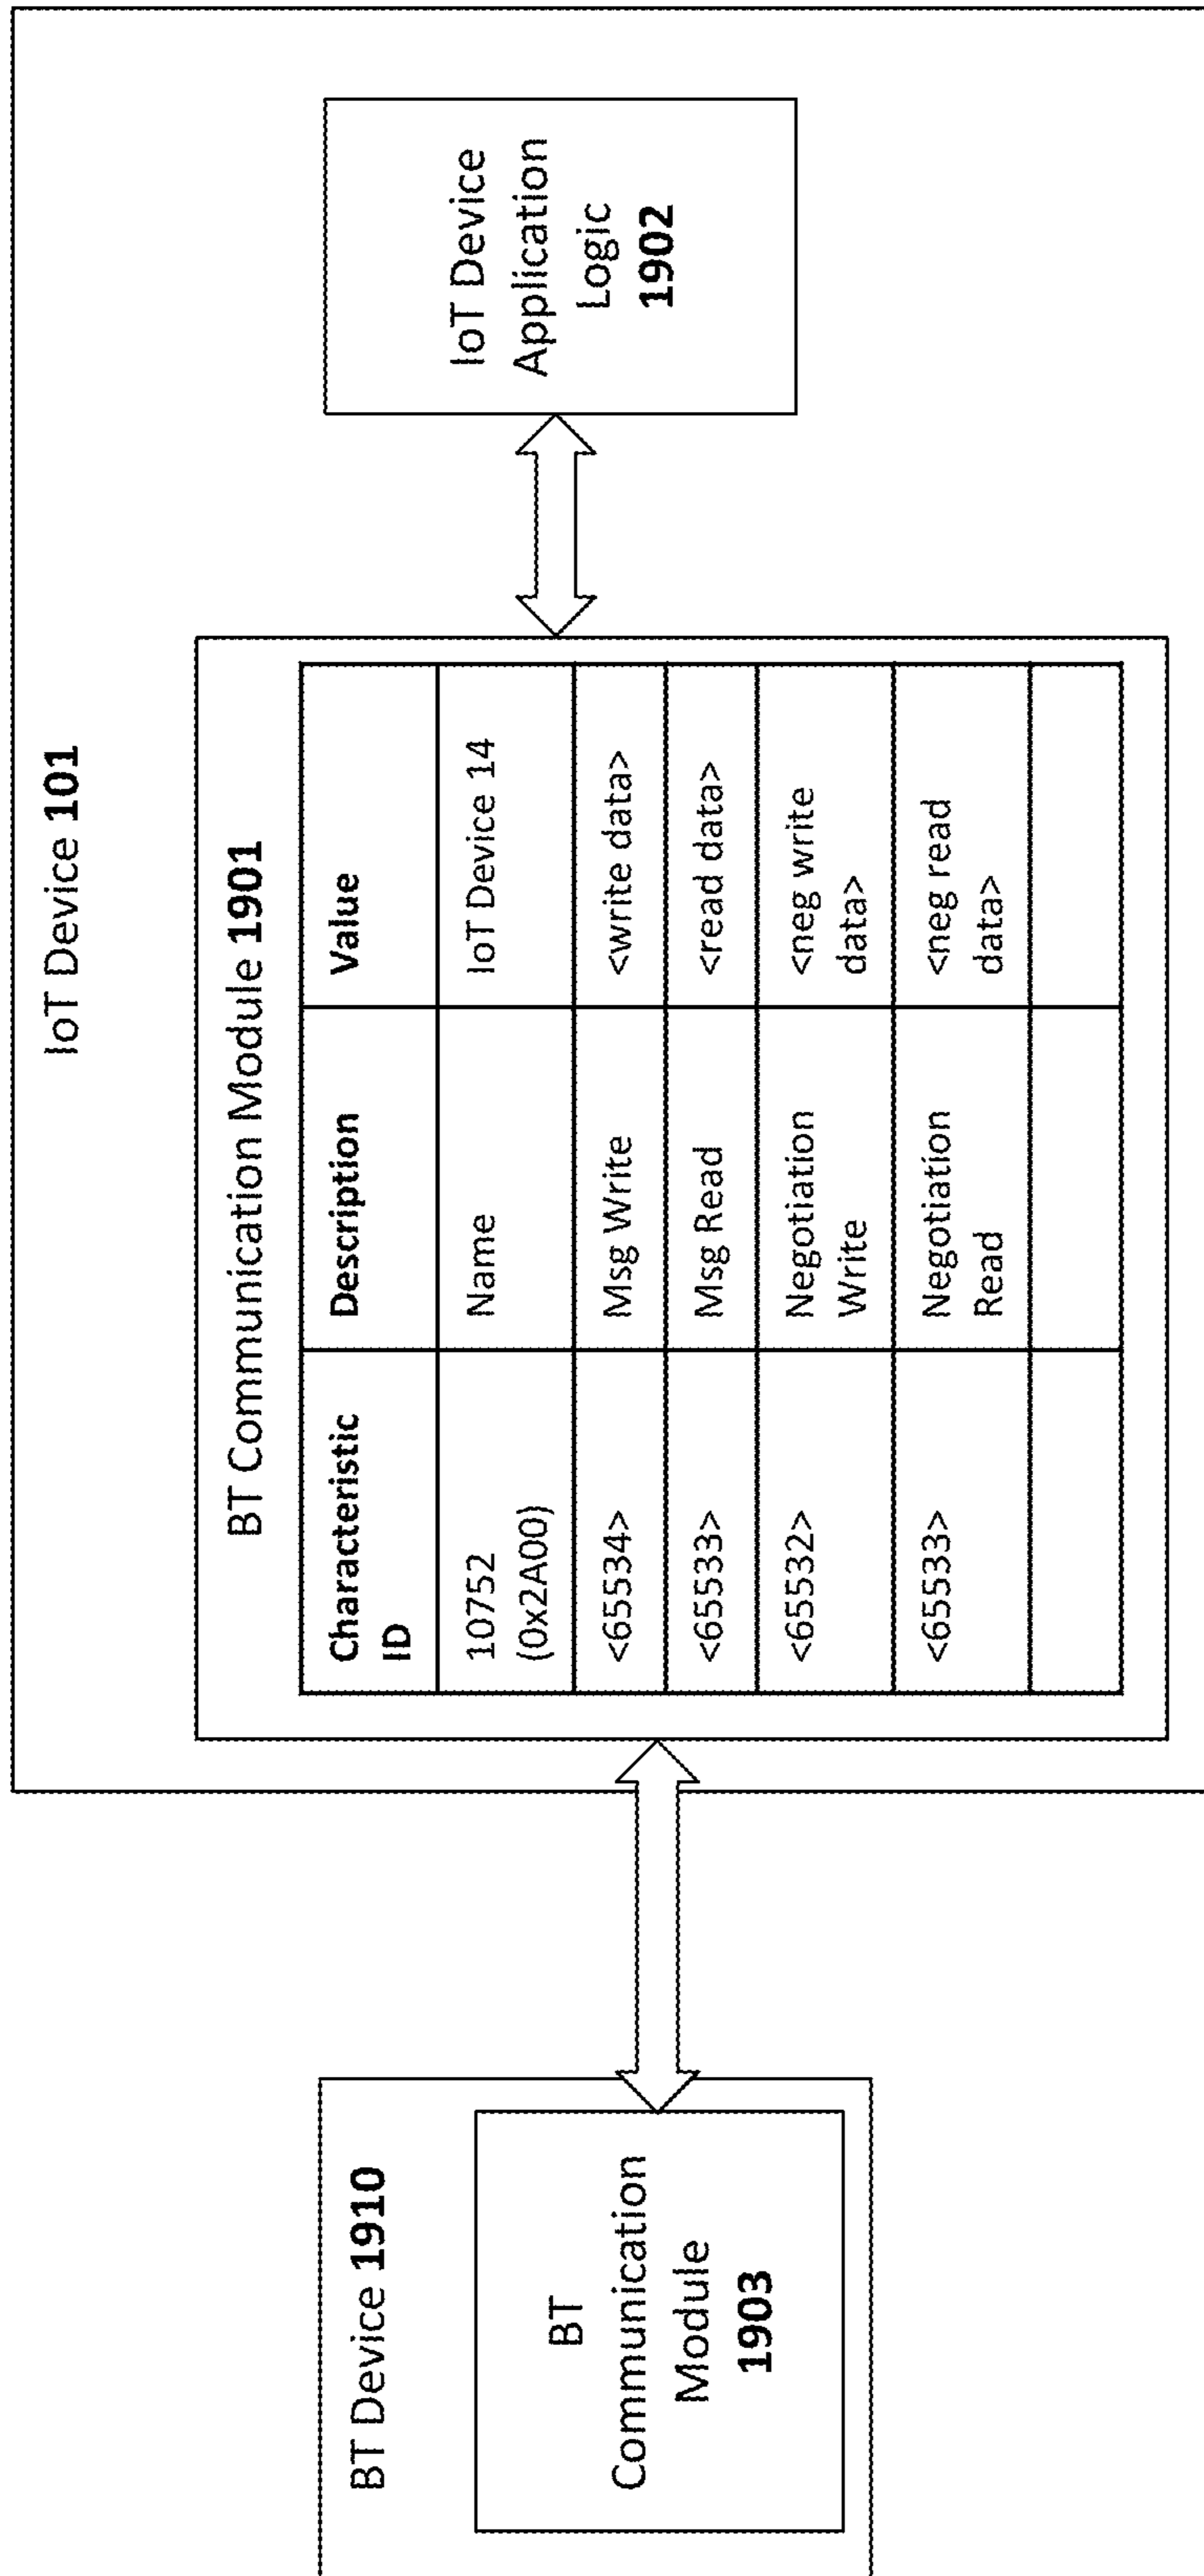 IoT Device 101
BT Communication Module 1901
Characteristic ID Description Value
10752 (0x2A00) Name IoT Device 14
<65534> Msg Write <write data>
<65533> Msg Read <read data>
<65532> Negotiation Write <neg write data>
<65533> Negotiation Read <neg read data>
IoT Device
Application
Logic
1902
BT Device 1910
BT
Communication
Module
1903